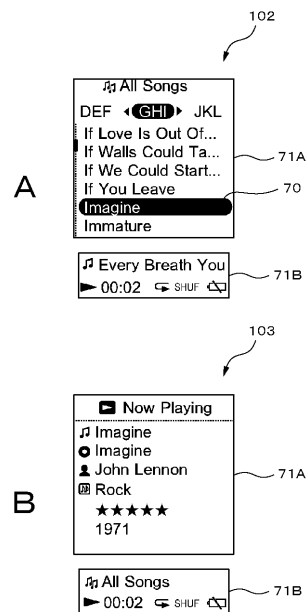 102
All Songs
DEF GHI JKL
If Love Is Out Of...
If Walls Could Ta...
If We Could Start...
If You Leave
Imagine
Immature
71A
70
A
Every Breath You
00:02 SHUF
71B
103
Now Playing
Imagine
Imagine
John Lennon
Rock
★★★★★
1971
71A
B
All Songs
00:02 SHUF
71B